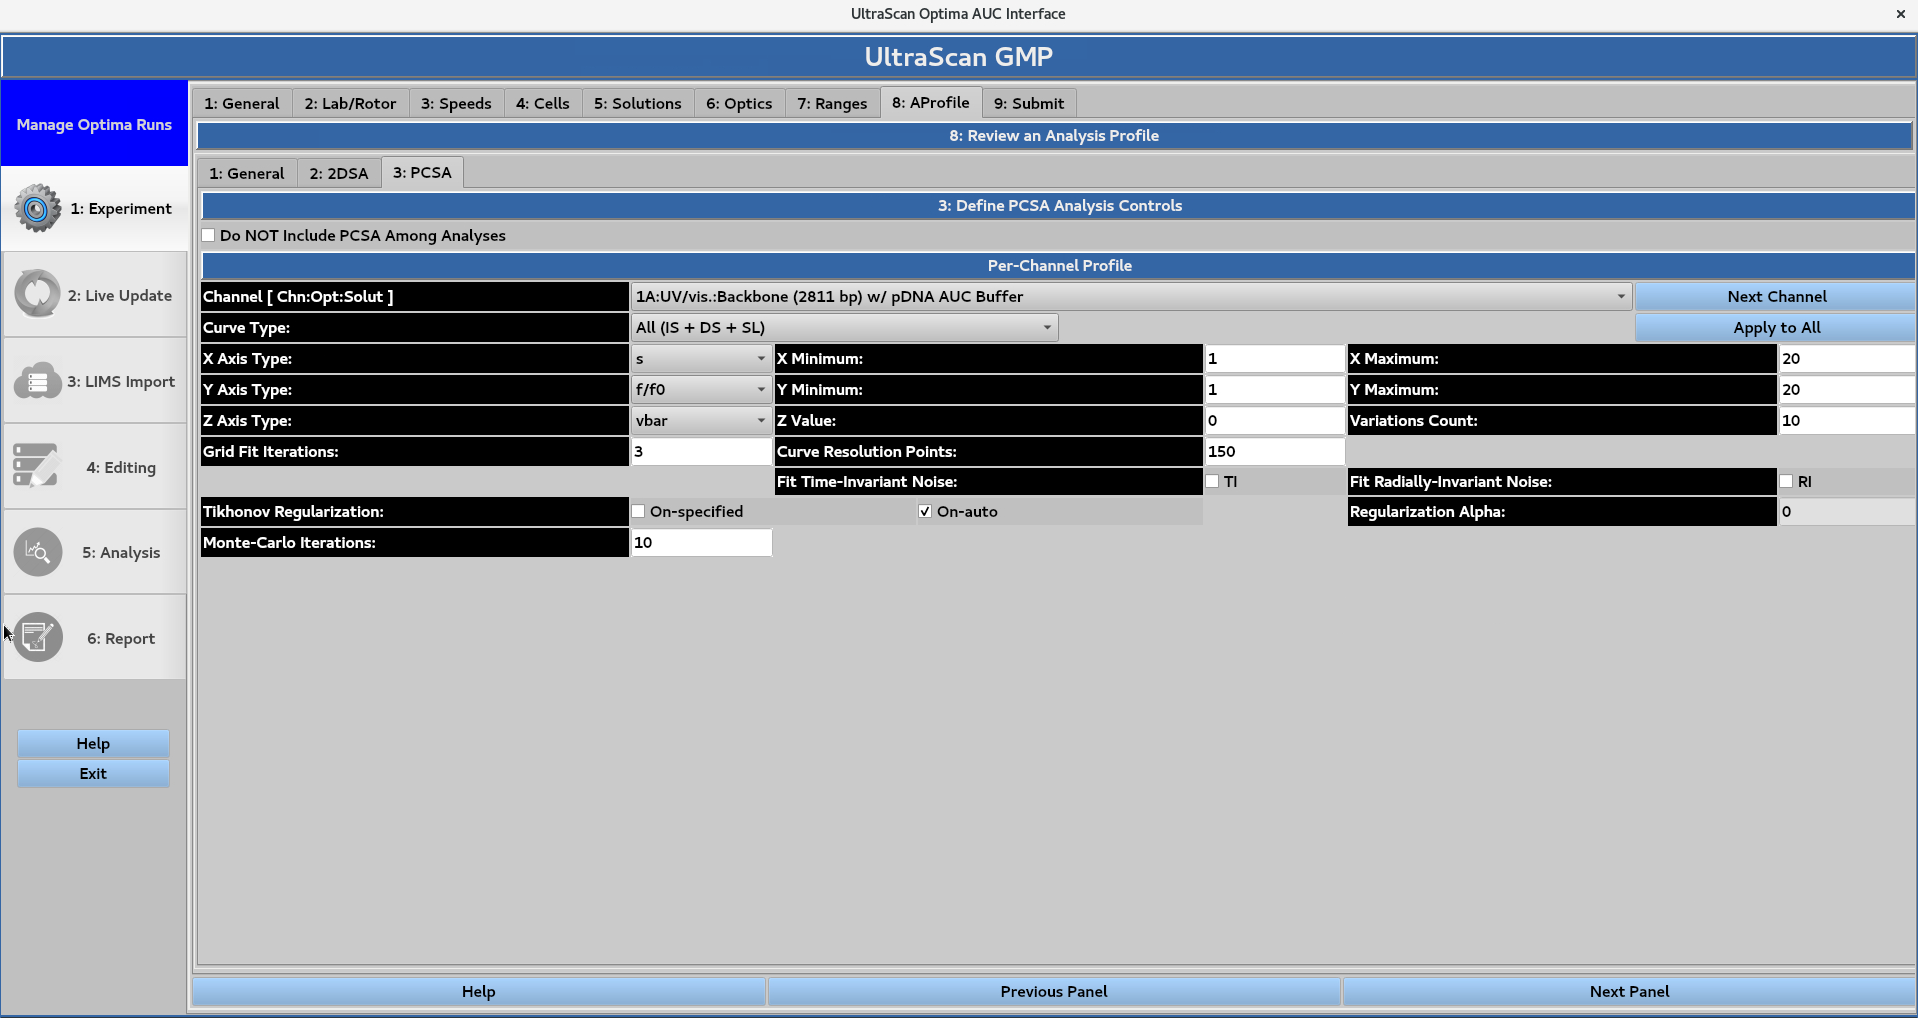 UltraScan Optima AUC Interface
UltraScan GMP
Manage Optima Runs
1: Experiment
2: Live Update
3: LIMS Import
4: Editing
5: Analysis
6: Report
Help
Exit
1: General 2: Lab/Rotor 3: Speeds 4: Cells 5: Solutions 6: Optics 7: Ranges 8: AProfile 9: Submit
8: Review an Analysis Profile
1: General 2: 2DSA 3: PCSA
3: Define PCSA Analysis Controls
Do NOT Include PCSA Among Analyses
Per-Channel Profile
Channel [ Chn:Opt:Solut ] 1A:UV/vis.:Backbone (2811 bp) w/ pDNA AUC Buffer Next Channel
Curve Type: All (IS + DS + SL) Apply to All
X Axis Type: s X Minimum: 1 X Maximum: 20
Y Axis Type: f/f0 Y Minimum: 1 Y Maximum: 20
Z Axis Type: vbar Z Value: 0 Variations Count: 10
Grid Fit Iterations: 3 Curve Resolution Points: 150
Fit Time-Invariant Noise: TI Fit Radially-Invariant Noise: RI
Tikhonov Regularization: On-specified On-auto Regularization Alpha: 0
Monte-Carlo Iterations: 10
Help Previous Panel Next Panel